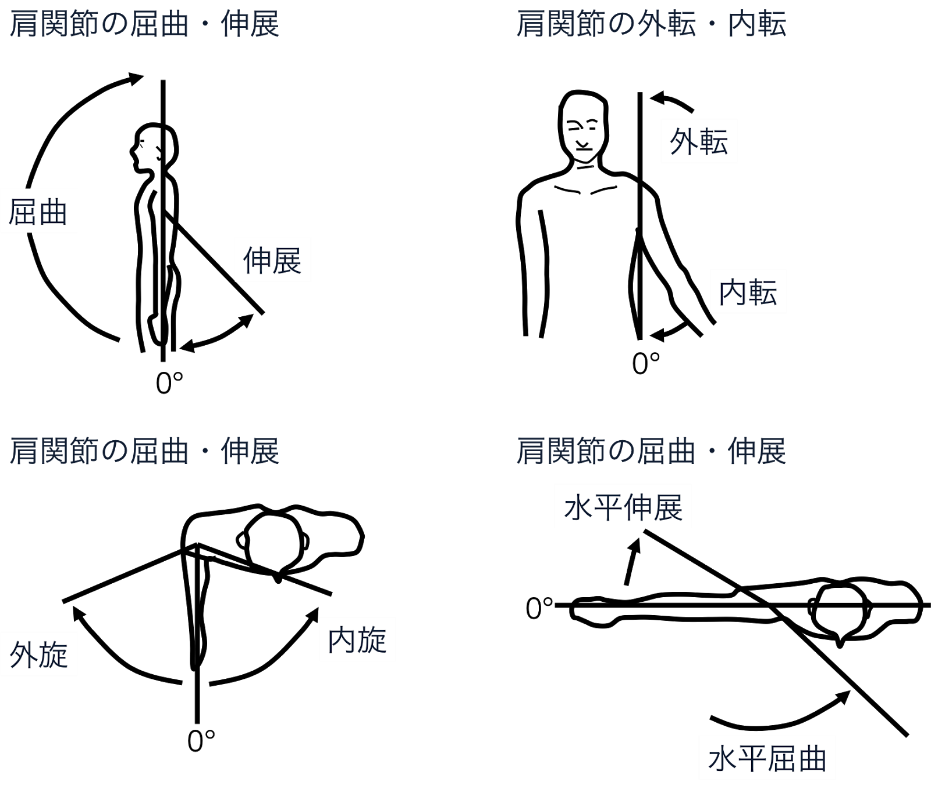 肩関節の屈曲・伸展
屈曲
伸展
0°
肩関節の外転・内転
外転
内転
0°
肩関節の屈曲・伸展
外旋
内旋
0°
肩関節の屈曲・伸展
水平伸展
0°
水平屈曲